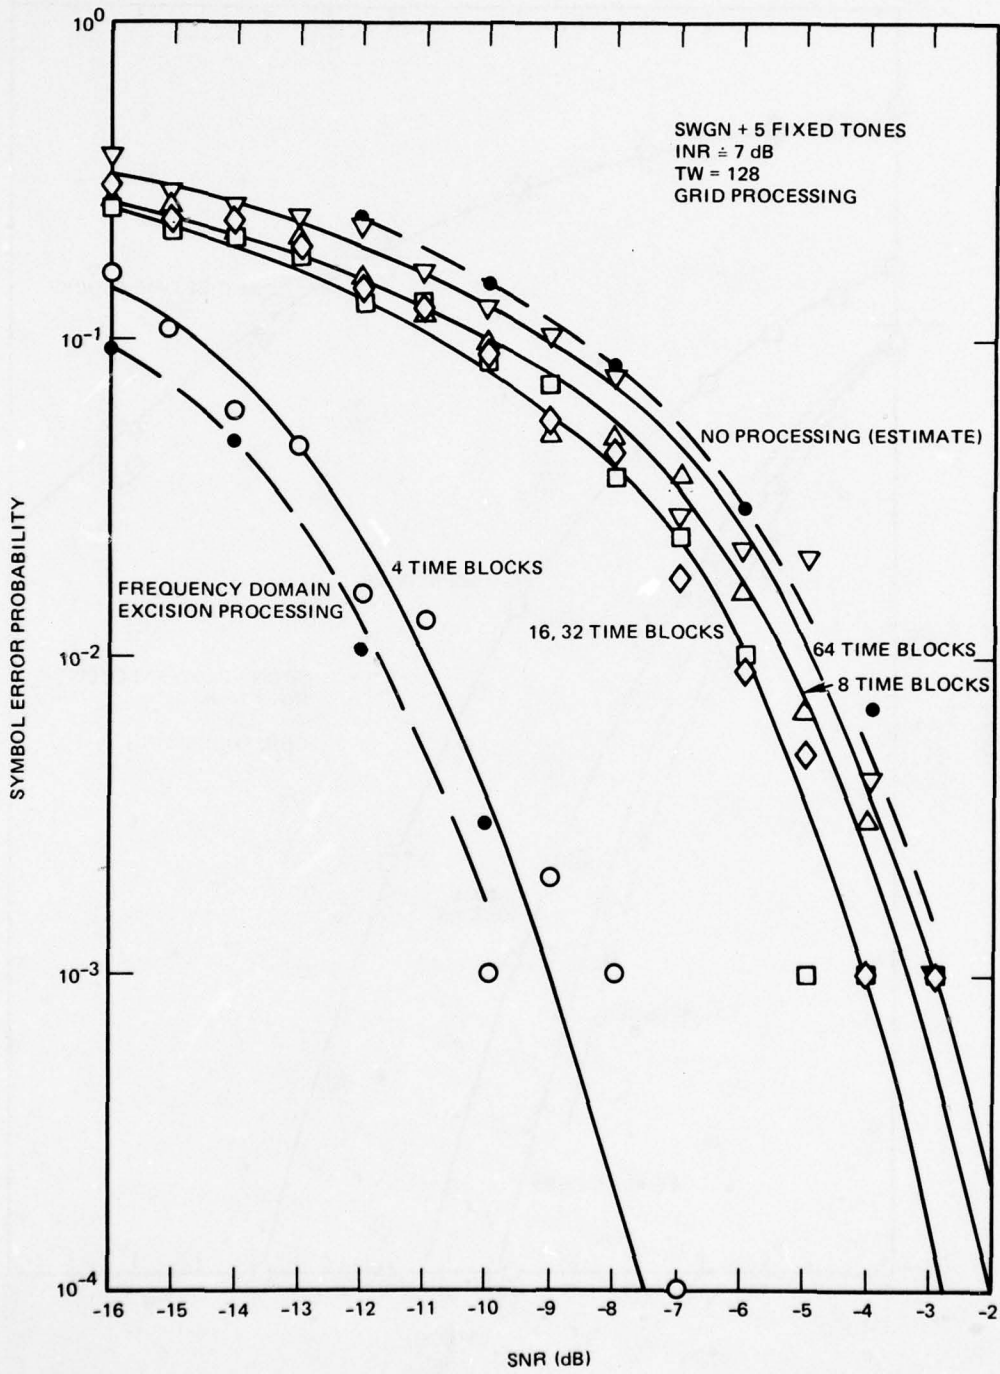 10⁰
SWGN + 5 FIXED TONES
INR ≐ 7 dB
TW = 128
GRID PROCESSING
10⁻¹
NO PROCESSING (ESTIMATE)
4 TIME BLOCKS
FREQUENCY DOMAIN
EXCISION PROCESSING
16, 32 TIME BLOCKS
64 TIME BLOCKS
8 TIME BLOCKS
10⁻²
10⁻³
10⁻⁴
SYMBOL ERROR PROBABILITY
-16 -15 -14 -13 -12 -11 -10 -9 -8 -7 -6 -5 -4 -3 -2
SNR (dB)